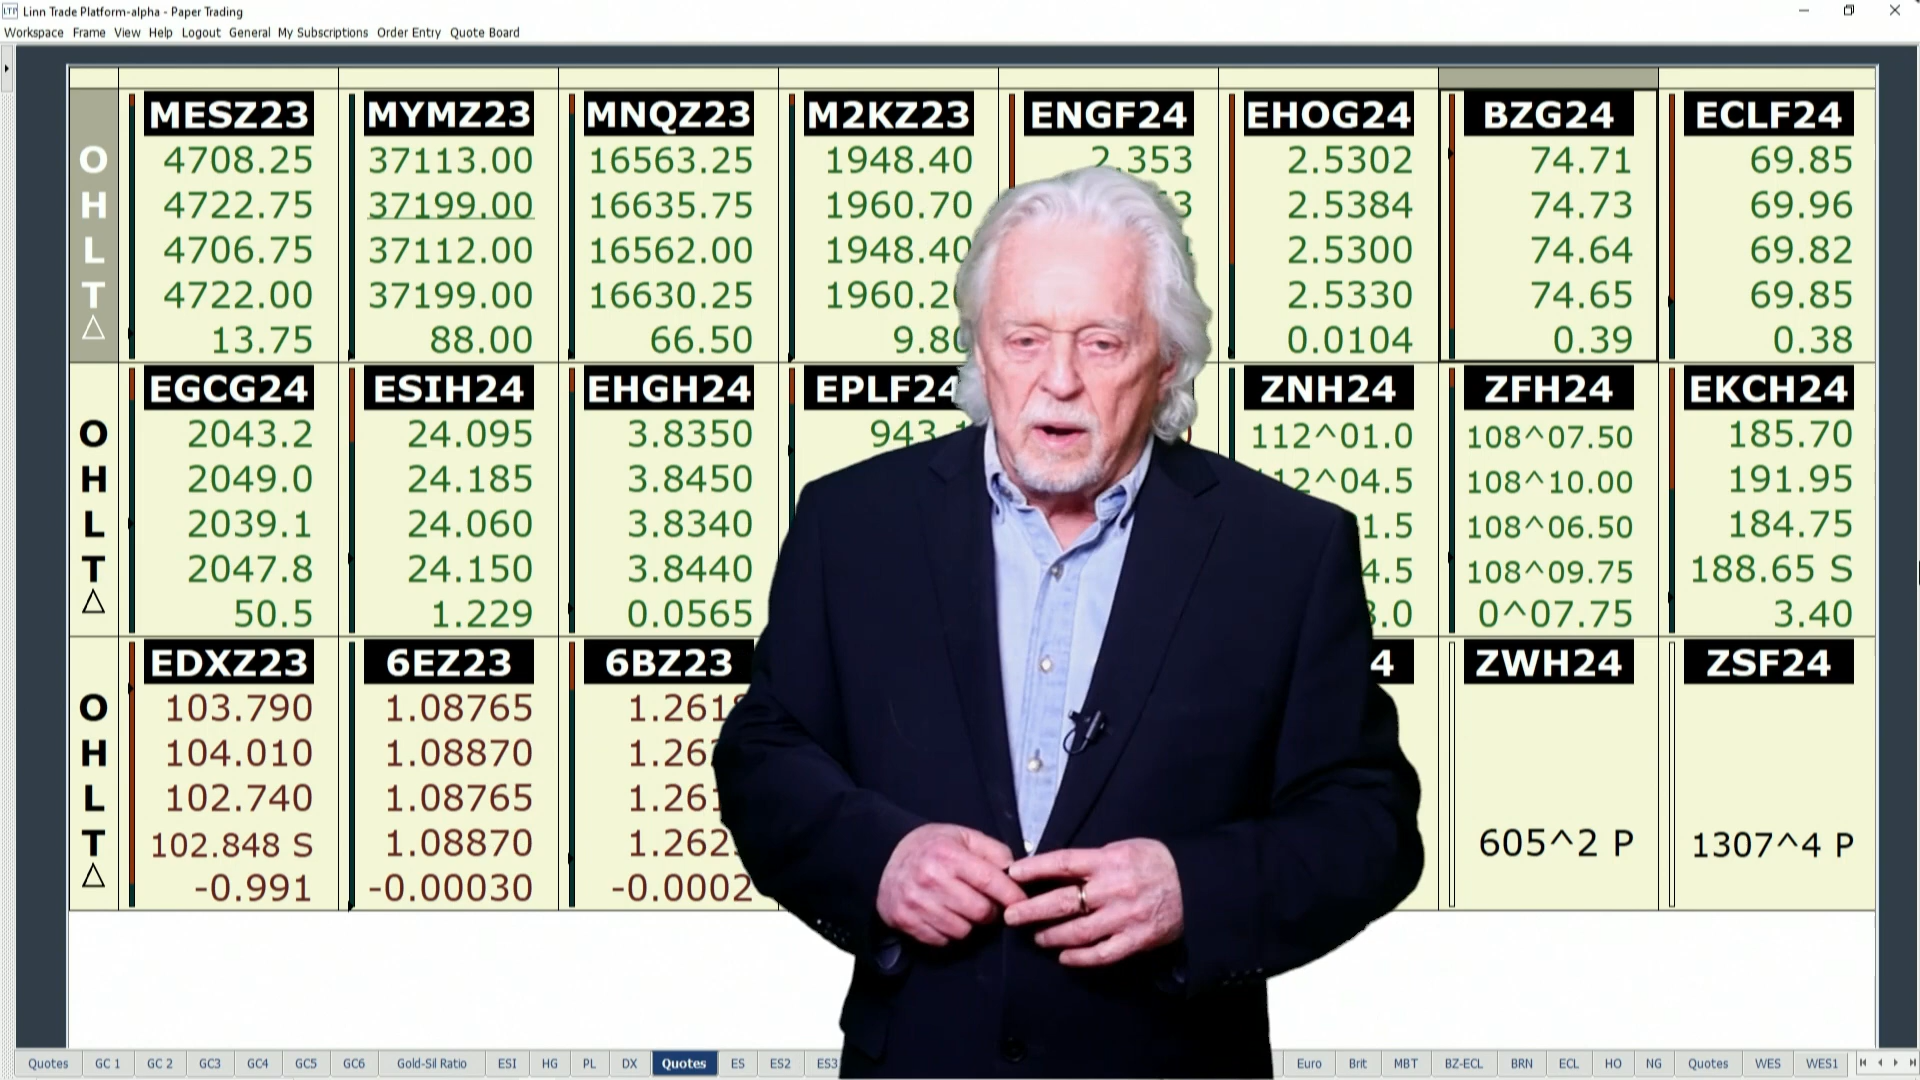 LTP Linn Trade Platform-alpha - Paper Trading
Workspace Frame View Help Logout General My Subscriptions Order Entry Quote Board
MESZ23 MYMZ23 MNQZ23 M2KZ23 ENGF24 EHOG24 BZG24 ECLF24
O 4708.25 37113.00 16563.25 1948.40 2.353 2.5302 74.71 69.85
H 4722.75 37199.00 16635.75 1960.70 2.5384 74.73 69.96
L 4706.75 37112.00 16562.00 1948.40 2.5300 74.64 69.82
T 4722.00 37199.00 16630.25 2.5330 74.65 69.85
△ 13.75 88.00 66.50 9.80 0.0104 0.39 0.38
EGCG24 ESIH24 EHGH24 EPLF24 ZNH24 ZFH24 EKCH24
O 2043.2 24.095 3.8350 112^01.0 108^07.50 185.70
H 2049.0 24.185 3.8450 108^10.00 191.95
L 2039.1 24.060 3.8340 108^06.50 184.75
T 2047.8 24.150 3.8440 108^09.75 188.65 S
△ 50.5 1.229 0.0565 0^07.75 3.40
EDXZ23 6EZ23 6BZ23 ZWH24 ZSF24
O 103.790 1.08765
H 104.010 1.08870
L 102.740 1.08765
T 102.848 S 1.08870 605^2 P 1307^4 P
△ -0.991 -0.00030 -0.0002
Quotes GC 1 GC 2 GC3 GC4 GC5 GC6 Gold-Sil Ratio ESI HG PL DX Quotes ES ES2 ES3 Euro Brit MBT BZ-ECL BRN ECL HO NG Quotes WES WES1